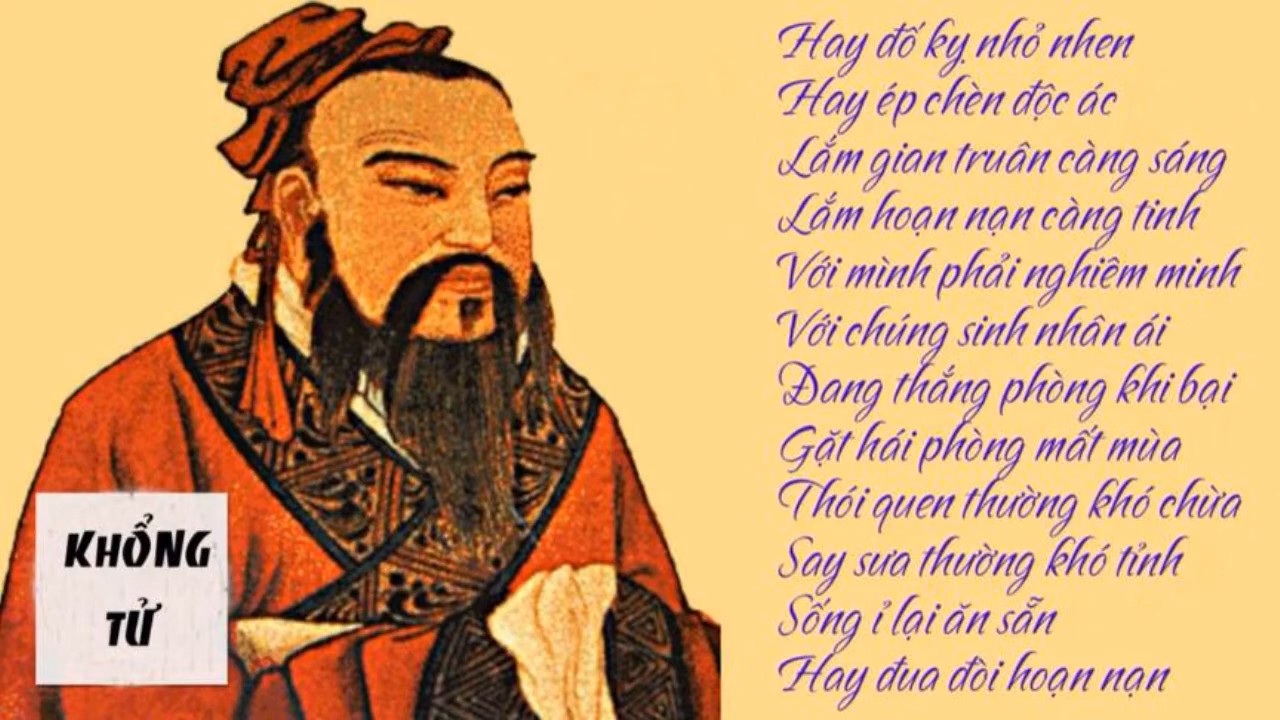 Hay đố kỵ nhỏ nhen
Hay ép chèn độc ác
Lắm gian truân càng sáng
Lắm hoạn nạn càng tinh
Với mình phải nghiêm minh
Với chúng sinh nhân ái
Đang thắng phòng khi bại
Gặt hái phòng mất mùa
Thói quen thường khó chừa
Say sưa thường khó tỉnh
Sống ỉ lại ăn sẵn
Hay đua đòi hoạn nạn
KHỔNG
TỬ